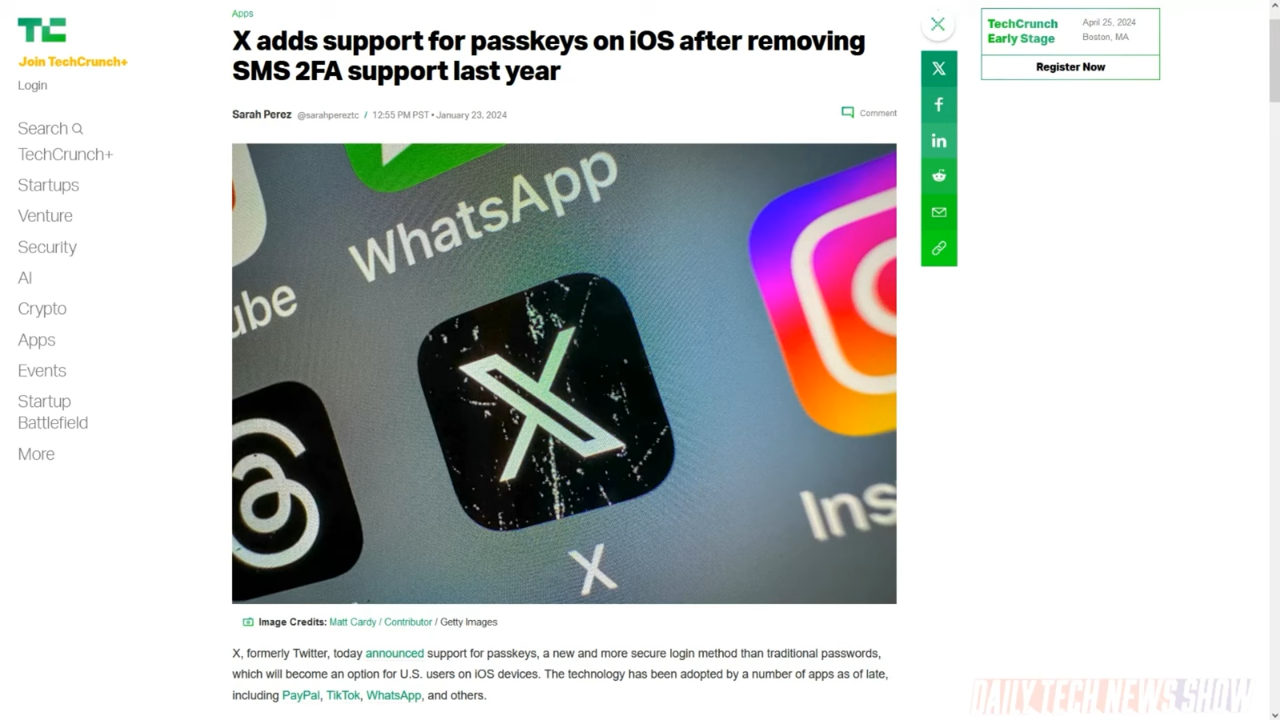 TC
Join TechCrunch+
Login
Search
TechCrunch+
Startups
Venture
Security
AI
Crypto
Apps
Events
Startup
Battlefield
More
Apps
X adds support for passkeys on iOS after removing
SMS 2FA support last year
Sarah Perez @sarahpereztc / 12:55 PM PST • January 23, 2024
Comment
WhatsApp
ube
X
Ins
Image Credits: Matt Cardy / Contributor / Getty Images
X, formerly Twitter, today announced support for passkeys, a new and more secure login method than traditional passwords,
which will become an option for U.S. users on iOS devices. The technology has been adopted by a number of apps as of late,
including PayPal, TikTok, WhatsApp, and others.
TechCrunch
Early Stage
April 25, 2024
Boston, MA
Register Now
DAILY TECH NEWS SHOW